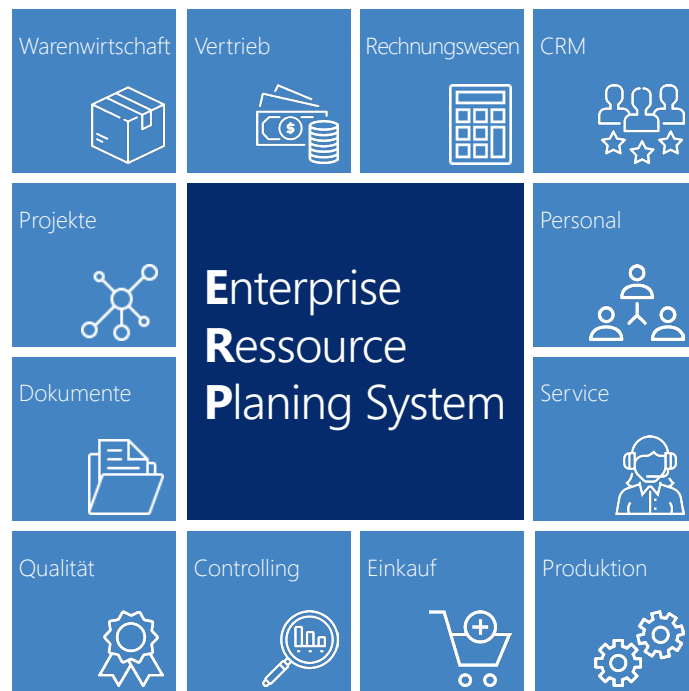 Warenwirtschaft
Vertrieb
Rechnungswesen
CRM
Projekte
Enterprise
Ressource
Planing System
Personal
Dokumente
Service
Qualität
Controlling
Einkauf
Produktion